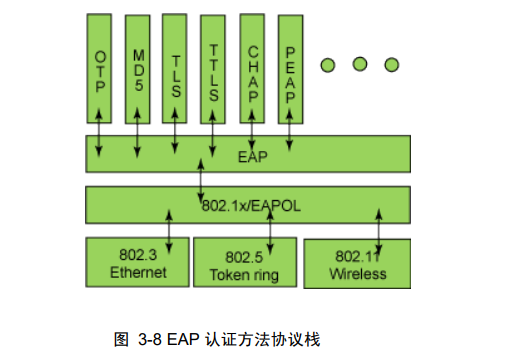 OTP
MD5
TLS
TTLS
CHAP
PEAP
EAP
802.1x/EAPOL
802.3
Ethernet
802.5
Token ring
802.11
Wireless
图 3-8 EAP 认证方法协议栈